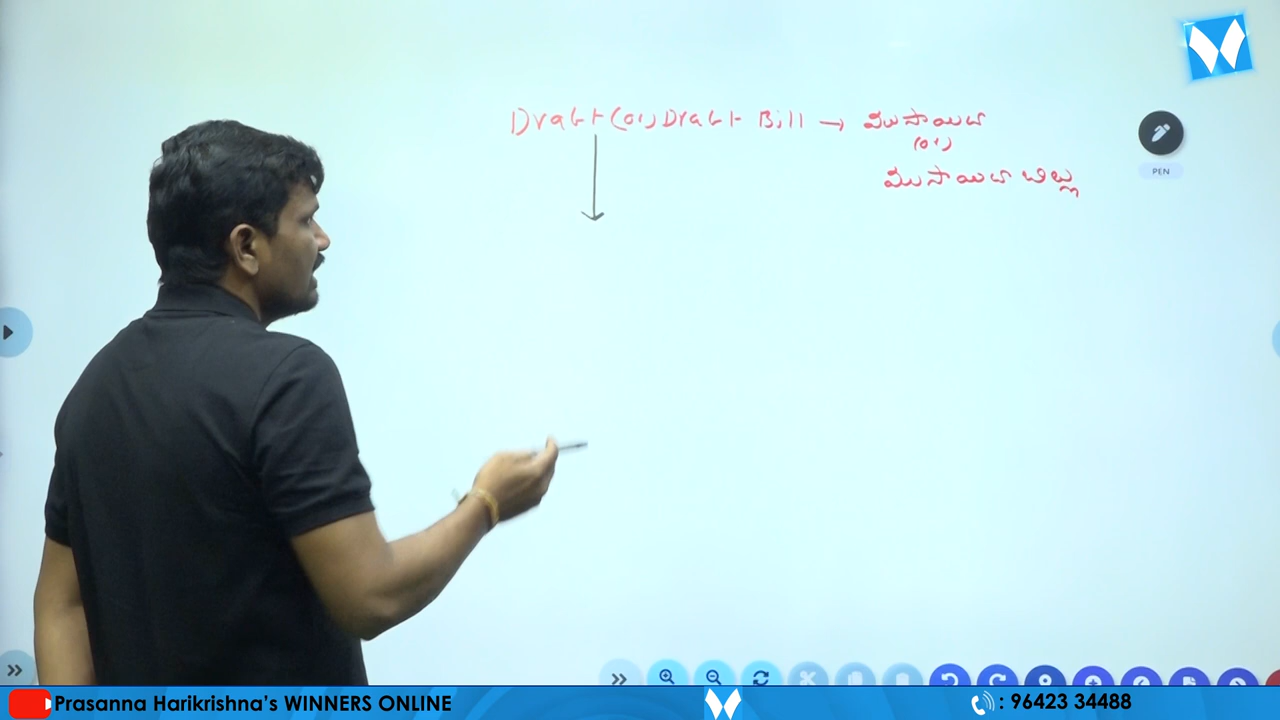 Draft (or) Draft Bill → ముసాయిదా
(or)
ముసాయిదా బిల్లు
PEN
Prasanna Harikrishna's WINNERS ONLINE
: 96423 34488